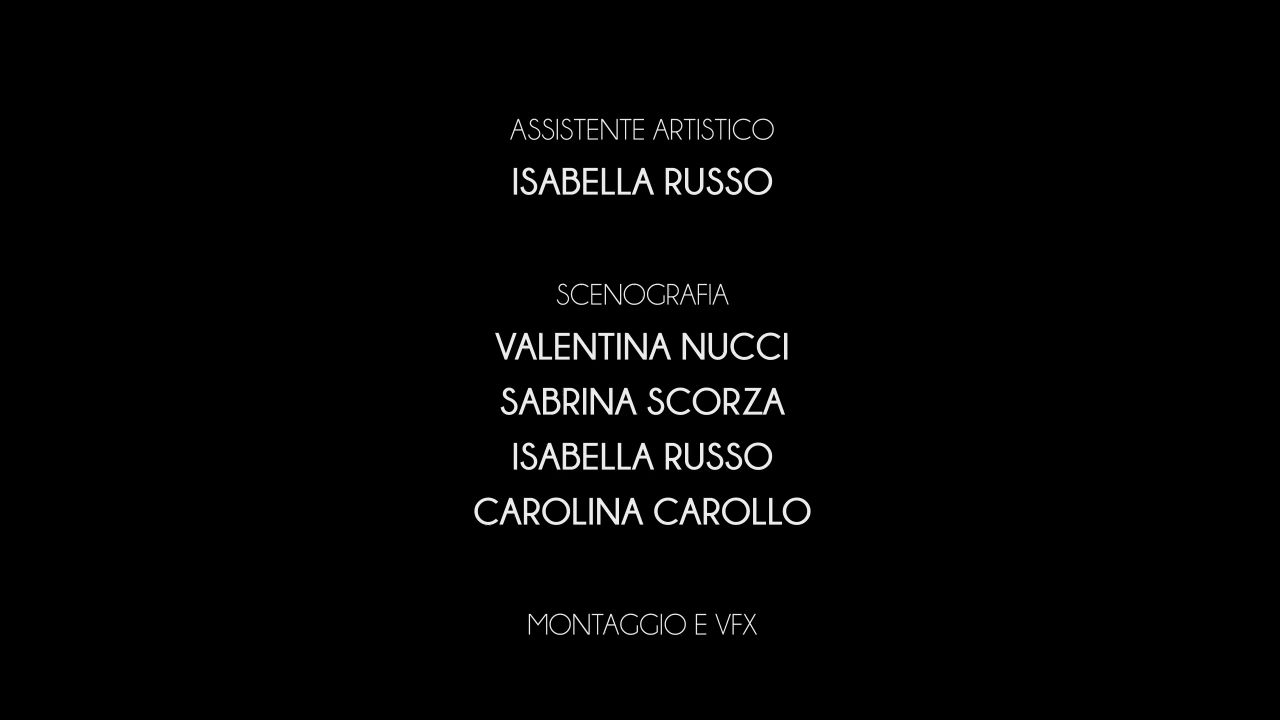 ASSISTENTE ARTISTICO
ISABELLA RUSSO
SCENOGRAFIA
VALENTINA NUCCI
SABRINA SCORZA
ISABELLA RUSSO
CAROLINA CAROLLO
MONTAGGIO E VFX